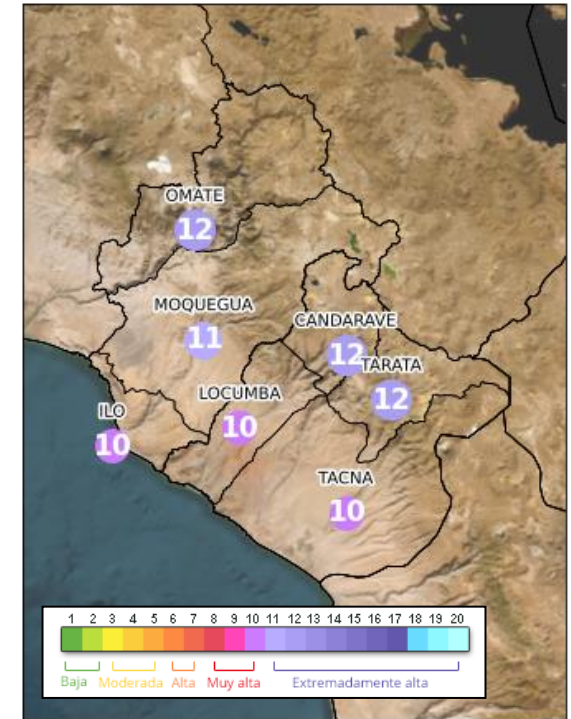 OMATE
12
MOQUEGUA
11
CANDARAVE
12
TARATA
12
LOCUMBA
10
ILO
10
TACNA
10
1 2 3 4 5 6 7 8 9 10 11 12 13 14 15 16 17 18 19 20
Baja Moderada Alta Muy alta Extremadamente alta